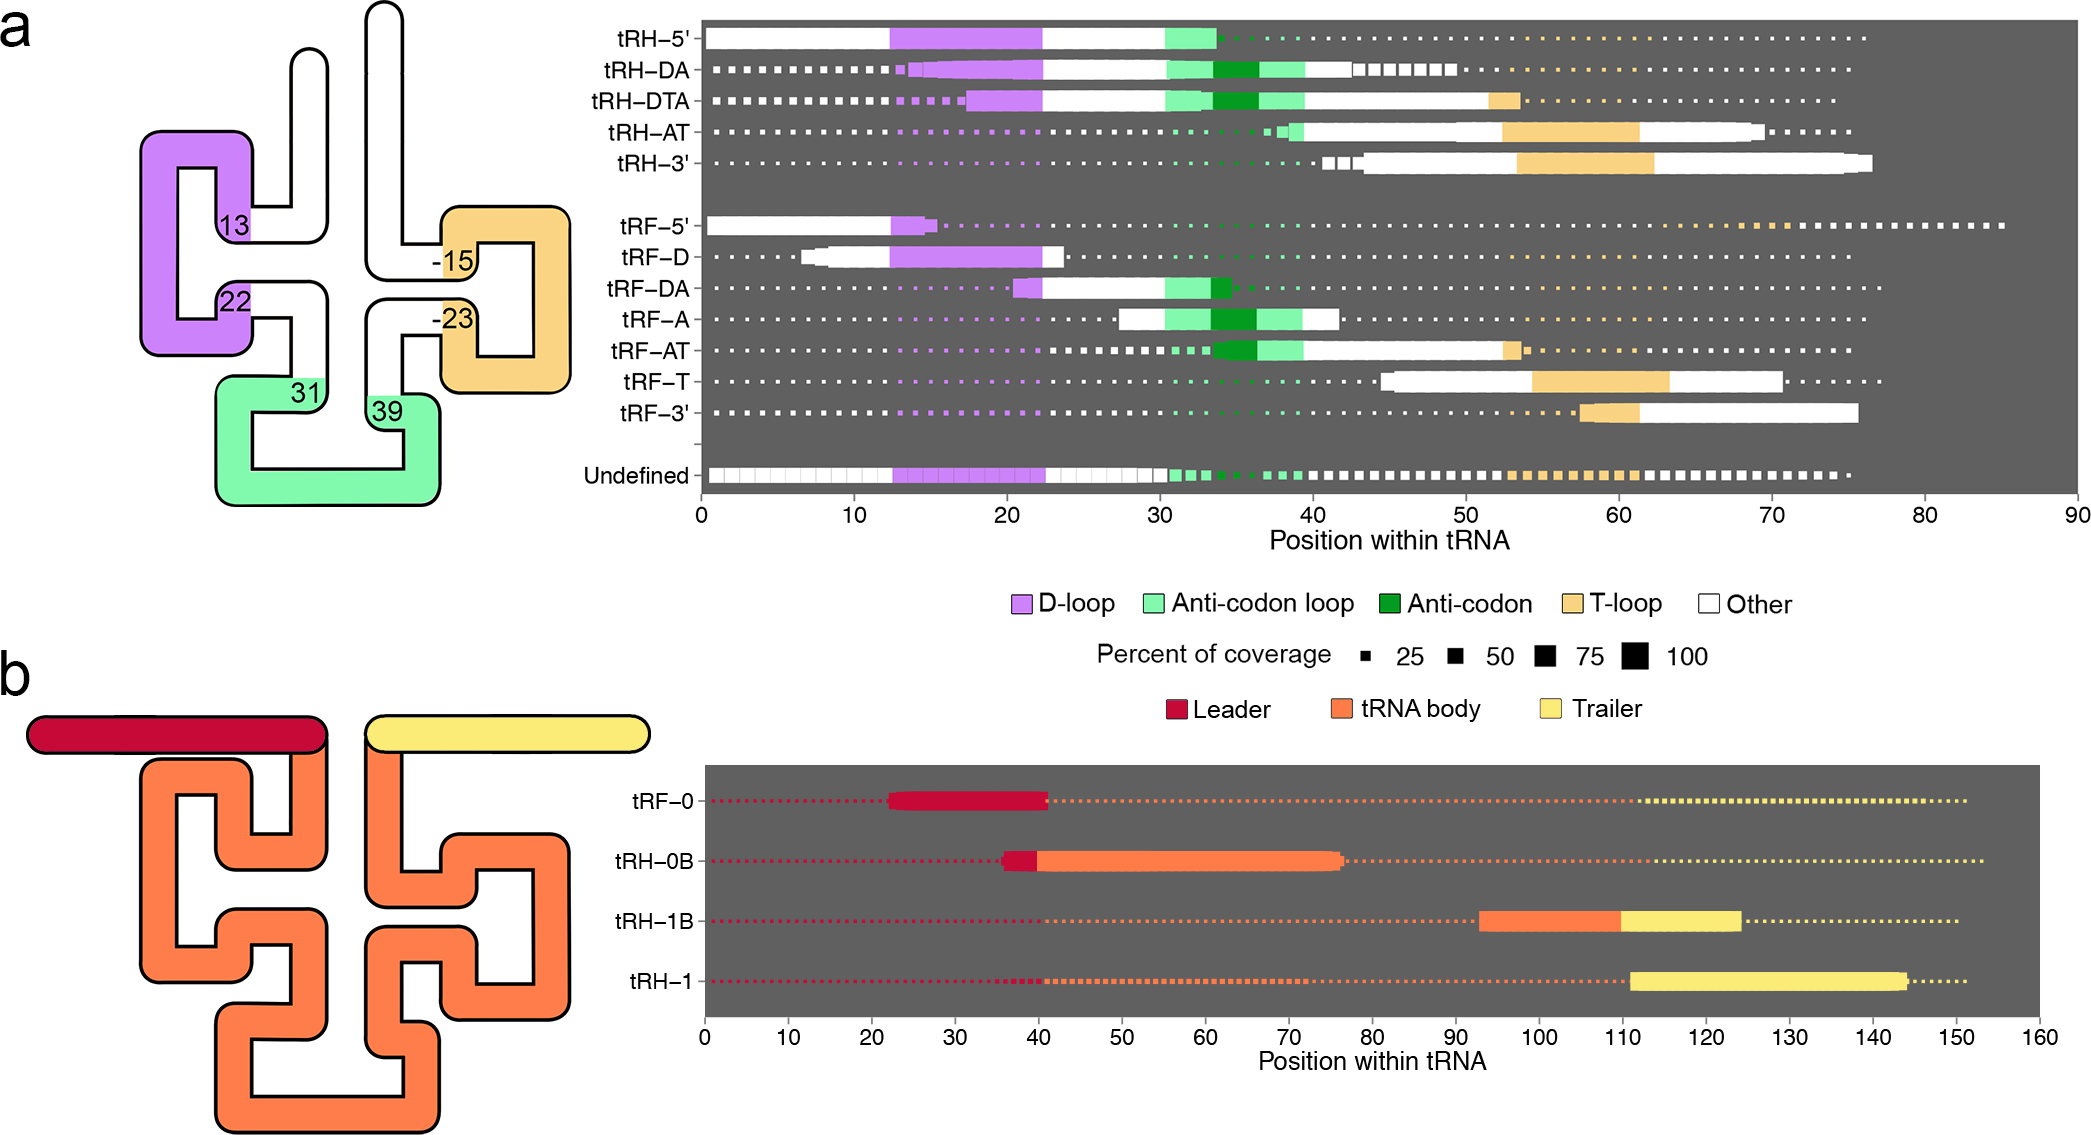 a
13
22
31
39
-15
-23
tRH–5'
tRH–DA
tRH–DTA
tRH–AT
tRH–3'
tRF–5'
tRF–D
tRF–DA
tRF–A
tRF–AT
tRF–T
tRF–3'
Undefined
0 10 20 30 40 50 60 70 80 90
Position within tRNA
D-loop Anti-codon loop Anti-codon T-loop Other
Percent of coverage 25 50 75 100
b
Leader tRNA body Trailer
tRF–0
tRH–0B
tRH–1B
tRH–1
0 10 20 30 40 50 60 70 80 90 100 110 120 130 140 150 160
Position within tRNA